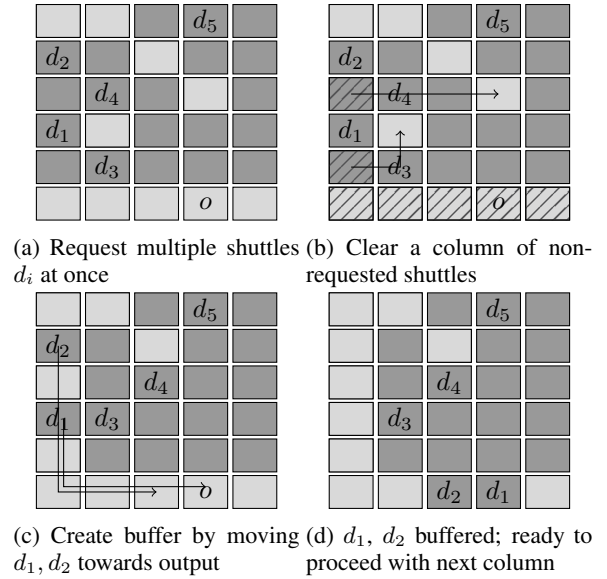 d₅
d₂
d₄
d₁
d₃
o
(a) Request multiple shuttles
dᵢ at once
d₅
d₂
d₄
d₁
d₃
o
(b) Clear a column of non-
requested shuttles
d₅
d₂
d₄
d₁ d₃
o
(c) Create buffer by moving
d₁, d₂ towards output
d₅
d₄
d₃
d₂ d₁
(d) d₁, d₂ buffered; ready to
proceed with next column